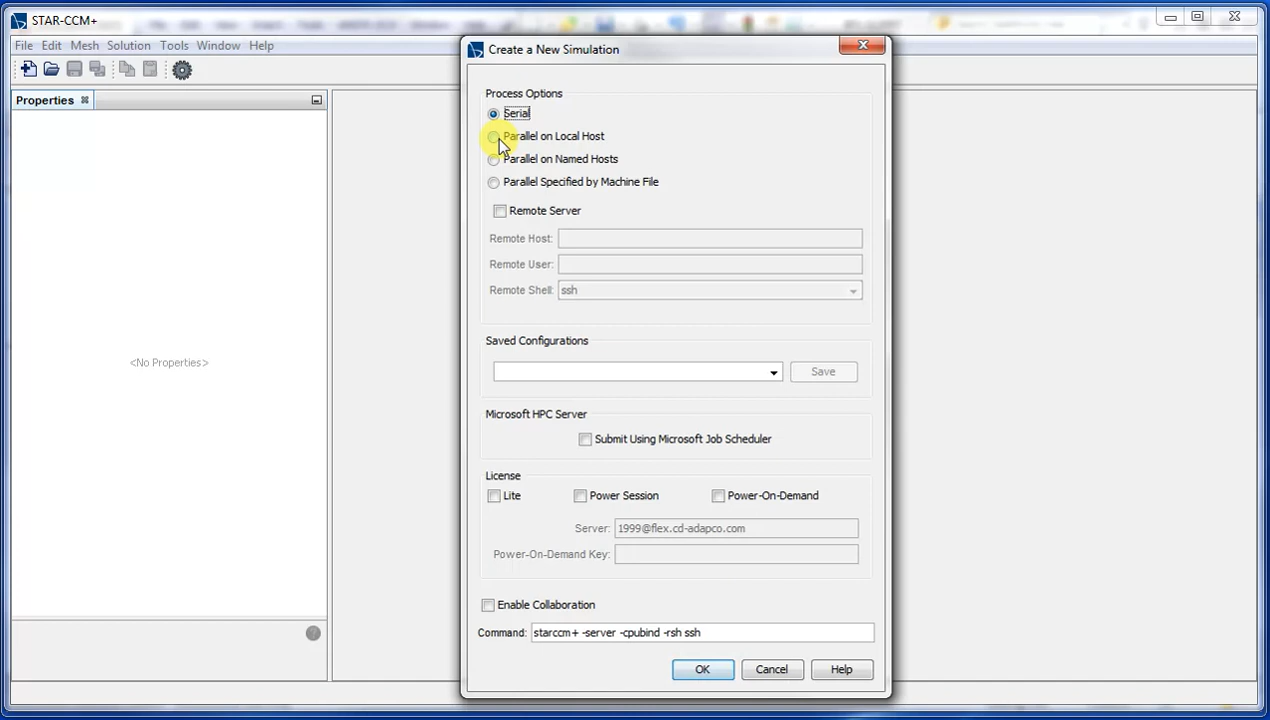 STAR-CCM+
File Edit Mesh Solution Tools Window Help
Properties
<No Properties>
Create a New Simulation
Process Options
Serial
Parallel on Local Host
Parallel on Named Hosts
Parallel Specified by Machine File
Remote Server
Remote Host:
Remote User:
Remote Shell: ssh
Saved Configurations
Save
Microsoft HPC Server
Submit Using Microsoft Job Scheduler
License
Lite Power Session Power-On-Demand
Server: 1999@flex.cd-adapco.com
Power-On-Demand Key:
Enable Collaboration
Command: starccm+ -server -cpubind -rsh ssh
OK Cancel Help